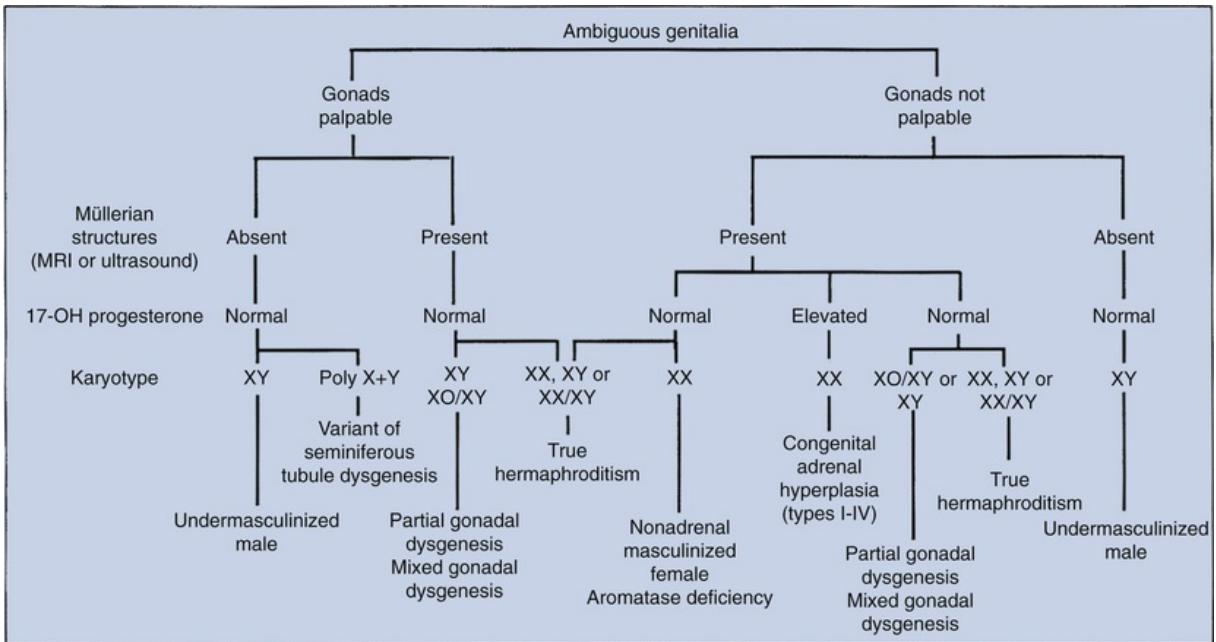 Ambiguous genitalia
Gonads
palpable
Gonads not
palpable
Müllerian
structures
(MRI or ultrasound)
Absent
Present
Present
Absent
17-OH progesterone
Normal
Normal
Normal
Elevated
Normal
Normal
Karyotype
XY
Poly X+Y
XY
XO/XY
XX, XY or
XX/XY
XX
XX
XO/XY or
XY
XX, XY or
XX/XY
XY
Variant of
seminiferous
tubule dysgenesis
True
hermaphroditism
Congenital
adrenal
hyperplasia
(types I-IV)
True
hermaphroditism
Undermasculinized
male
Partial gonadal
dysgenesis
Mixed gonadal
dysgenesis
Nonadrenal
masculinized
female
Aromatase deficiency
Partial gonadal
dysgenesis
Mixed gonadal
dysgenesis
Undermasculinized
male